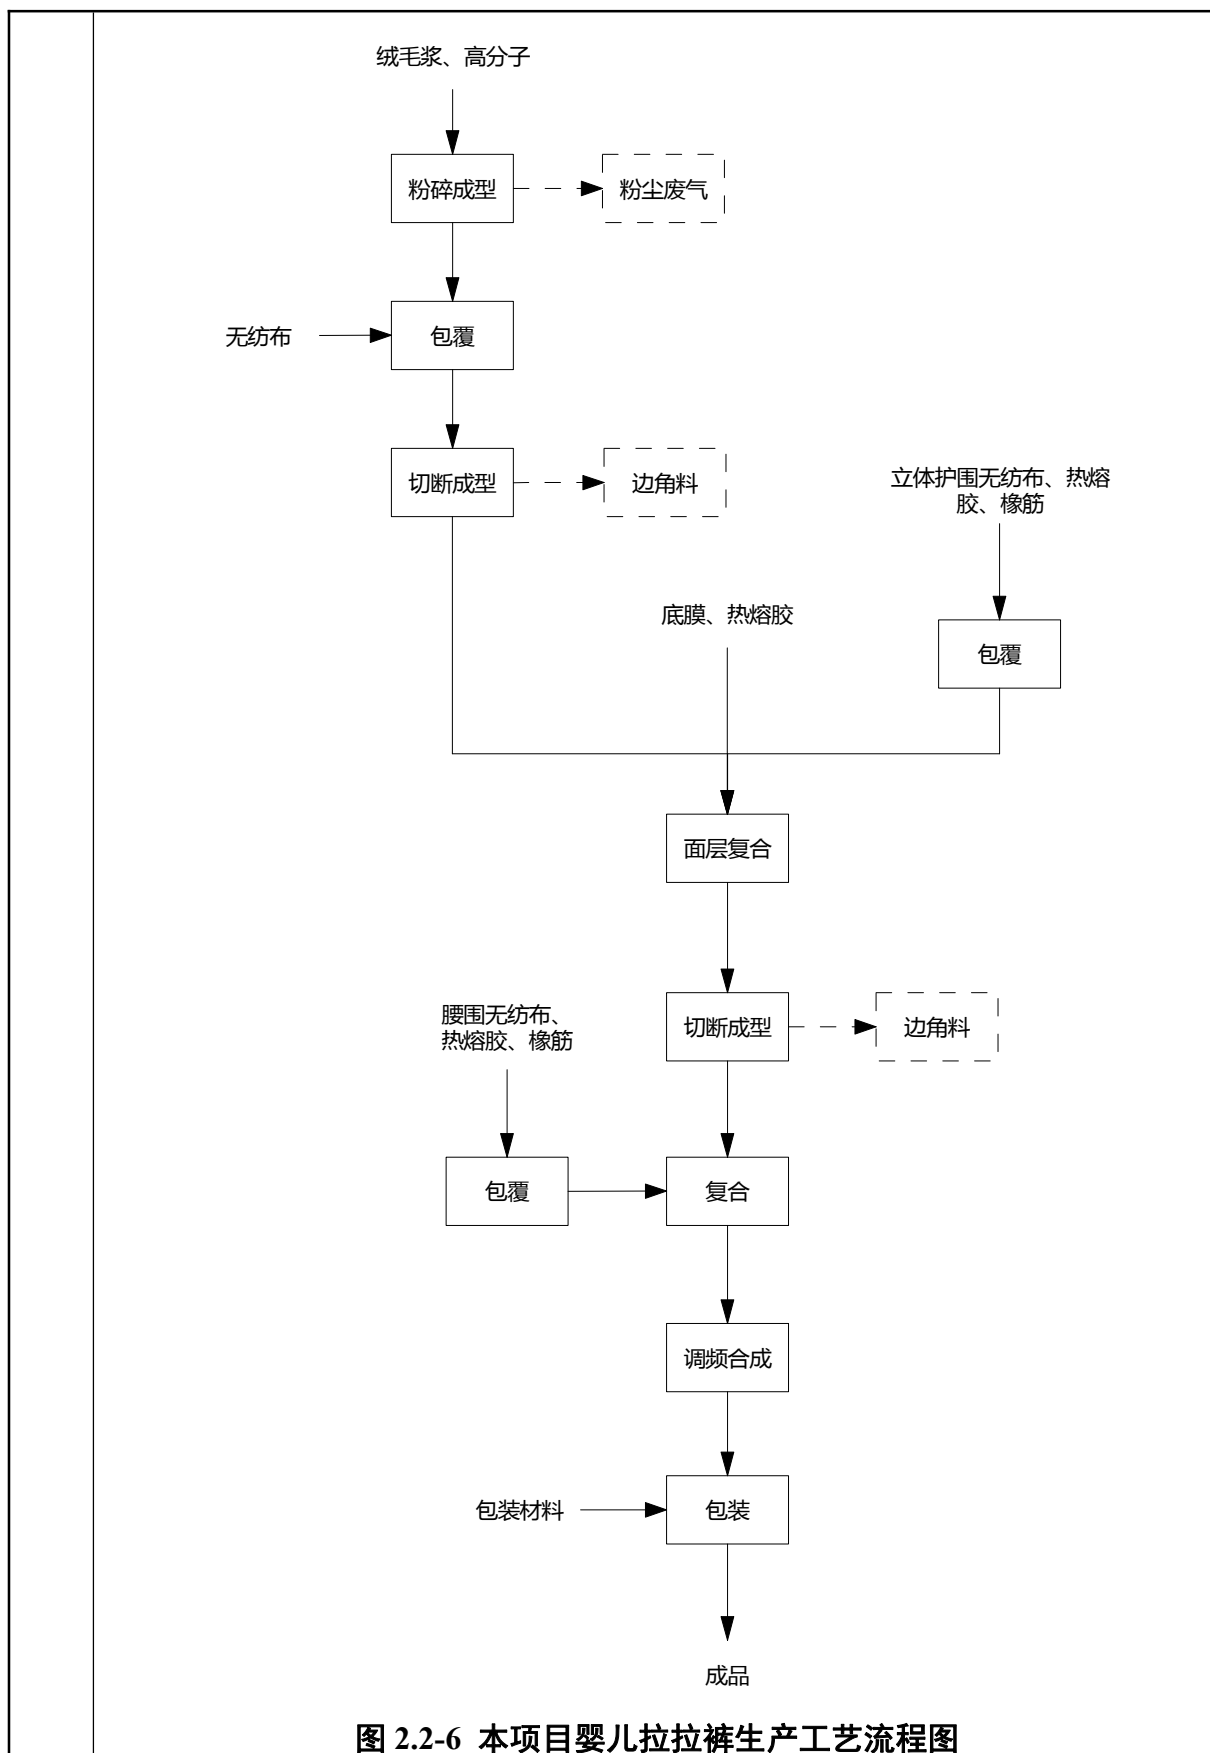 绒毛浆、高分子
粉碎成型
粉尘废气
无纺布
包覆
切断成型
边角料
立体护围无纺布、热熔
胶、橡筋
底膜、热熔胶
包覆
面层复合
腰围无纺布、
热熔胶、橡筋
切断成型
边角料
包覆
复合
调频合成
包装材料
包装
成品
图 2.2-6 本项目婴儿拉拉裤生产工艺流程图